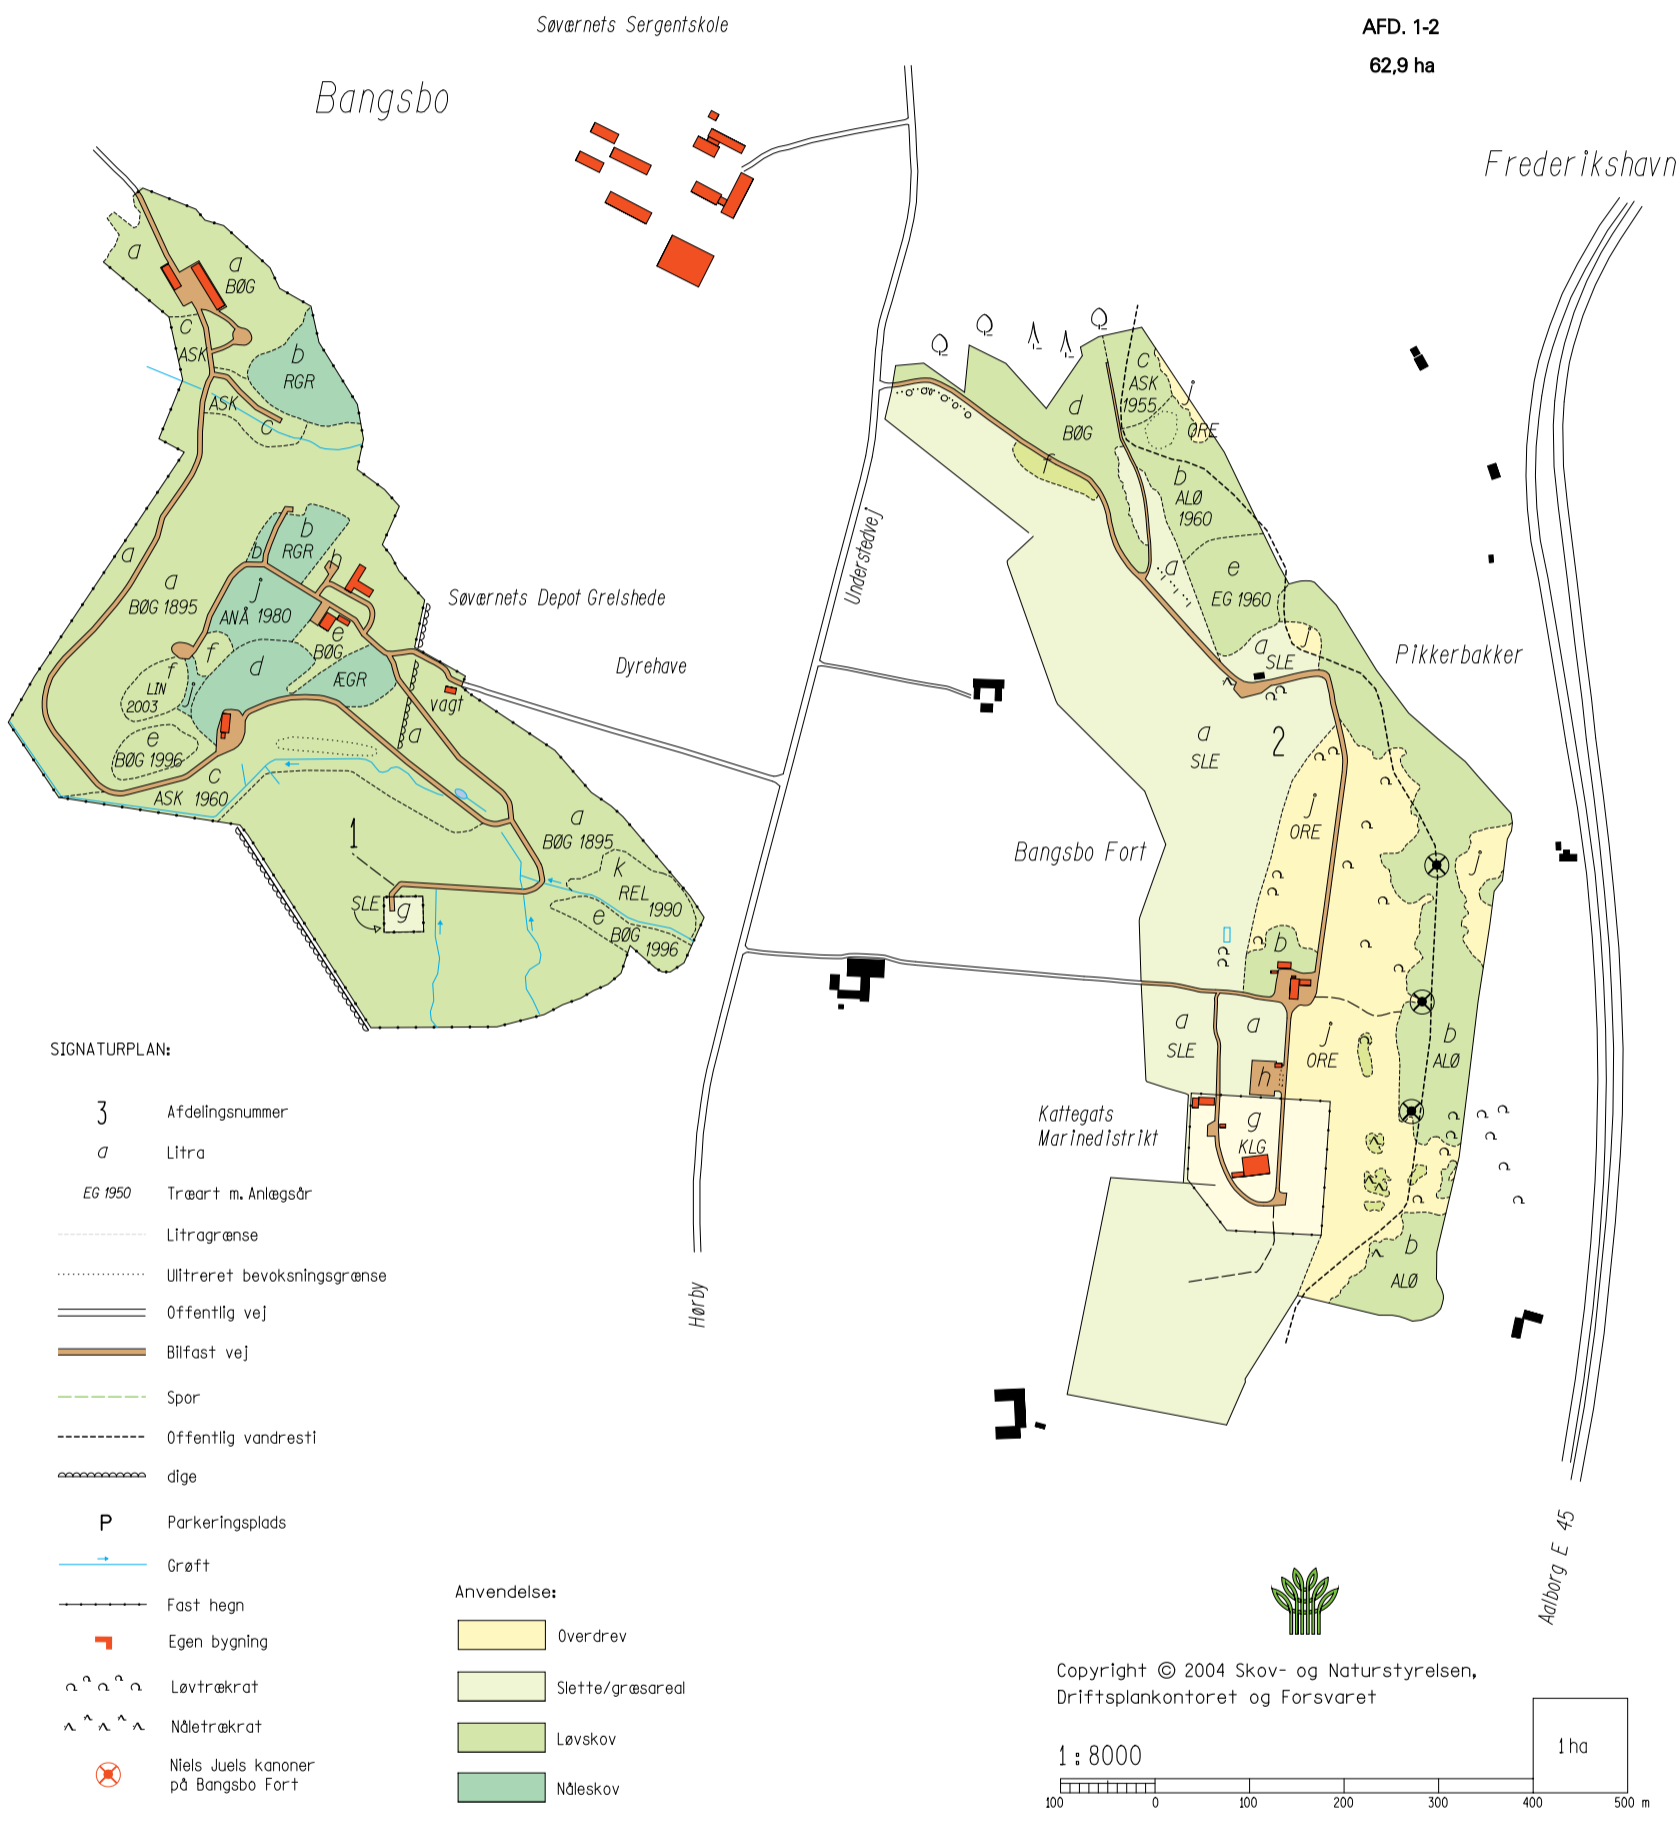 Søværnets Sergentskole
AFD. 1-2
62,9 ha
Bangsbo
Frederikshavn
a
a
BØG
c
ASK
b
RGR
ASK
c
a
b
b
RGR
h
a
BØG 1895
j
ANÅ 1980
e
BØG
f
f
LIN
2003
j
d
ÆGR
vagt
a
e
BØG 1996
c
ASK 1960
1
a
BØG 1895
k
REL
1990
e
BØG
1996
SLE
g
Søværnets Depot Grelshede
Dyrehave
Understedvej
Hørby
d
BØG
c
ASK
1955
j
ØRE
f
b
ALØ
1960
a
e
EG 1960
a
SLE
j
Pikkerbakker
a
SLE
2
j
ORE
j
Bangsbo Fort
b
a
SLE
a
j
ORE
b
ALØ
h
Kattegats
Marinedistrikt
g
KLG
b
ALØ
Aalborg E 45
SIGNATURPLAN:
3 Afdelingsnummer
a Litra
EG 1950 Træart m. Anlægsår
Litragrænse
Ulitreret bevoksningsgrænse
Offentlig vej
Bilfast vej
Spor
Offentlig vandresti
dige
P Parkeringsplads
Grøft
Fast hegn
Egen bygning
Løvtrækrat
Nåletrækrat
Niels Juels kanoner
på Bangsbo Fort
Anvendelse:
Overdrev
Slette/græsareal
Løvskov
Nåleskov
Copyright © 2004 Skov- og Naturstyrelsen,
Driftsplankontoret og Forsvaret
1 : 8000
1 ha
100 0 100 200 300 400 500 m